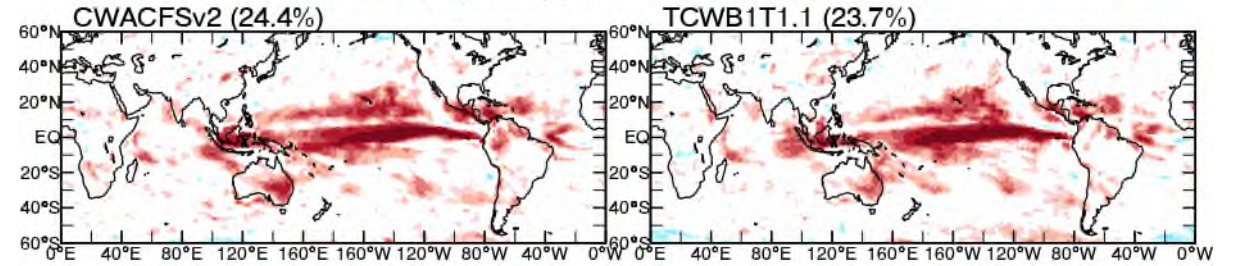 CWACFSv2 (24.4%) TCWB1T1.1 (23.7%)
60°N 60°N
40°N 40°N
20°N 20°N
EQ EQ
20°S 20°S
40°S 40°S
60°S 60°S
0°E 40°E 80°E 120°E 160°E 160°W 120°W 80°W 40°W 0°W 0°E 40°E 80°E 120°E 160°E 160°W 120°W 80°W 40°W 0°W